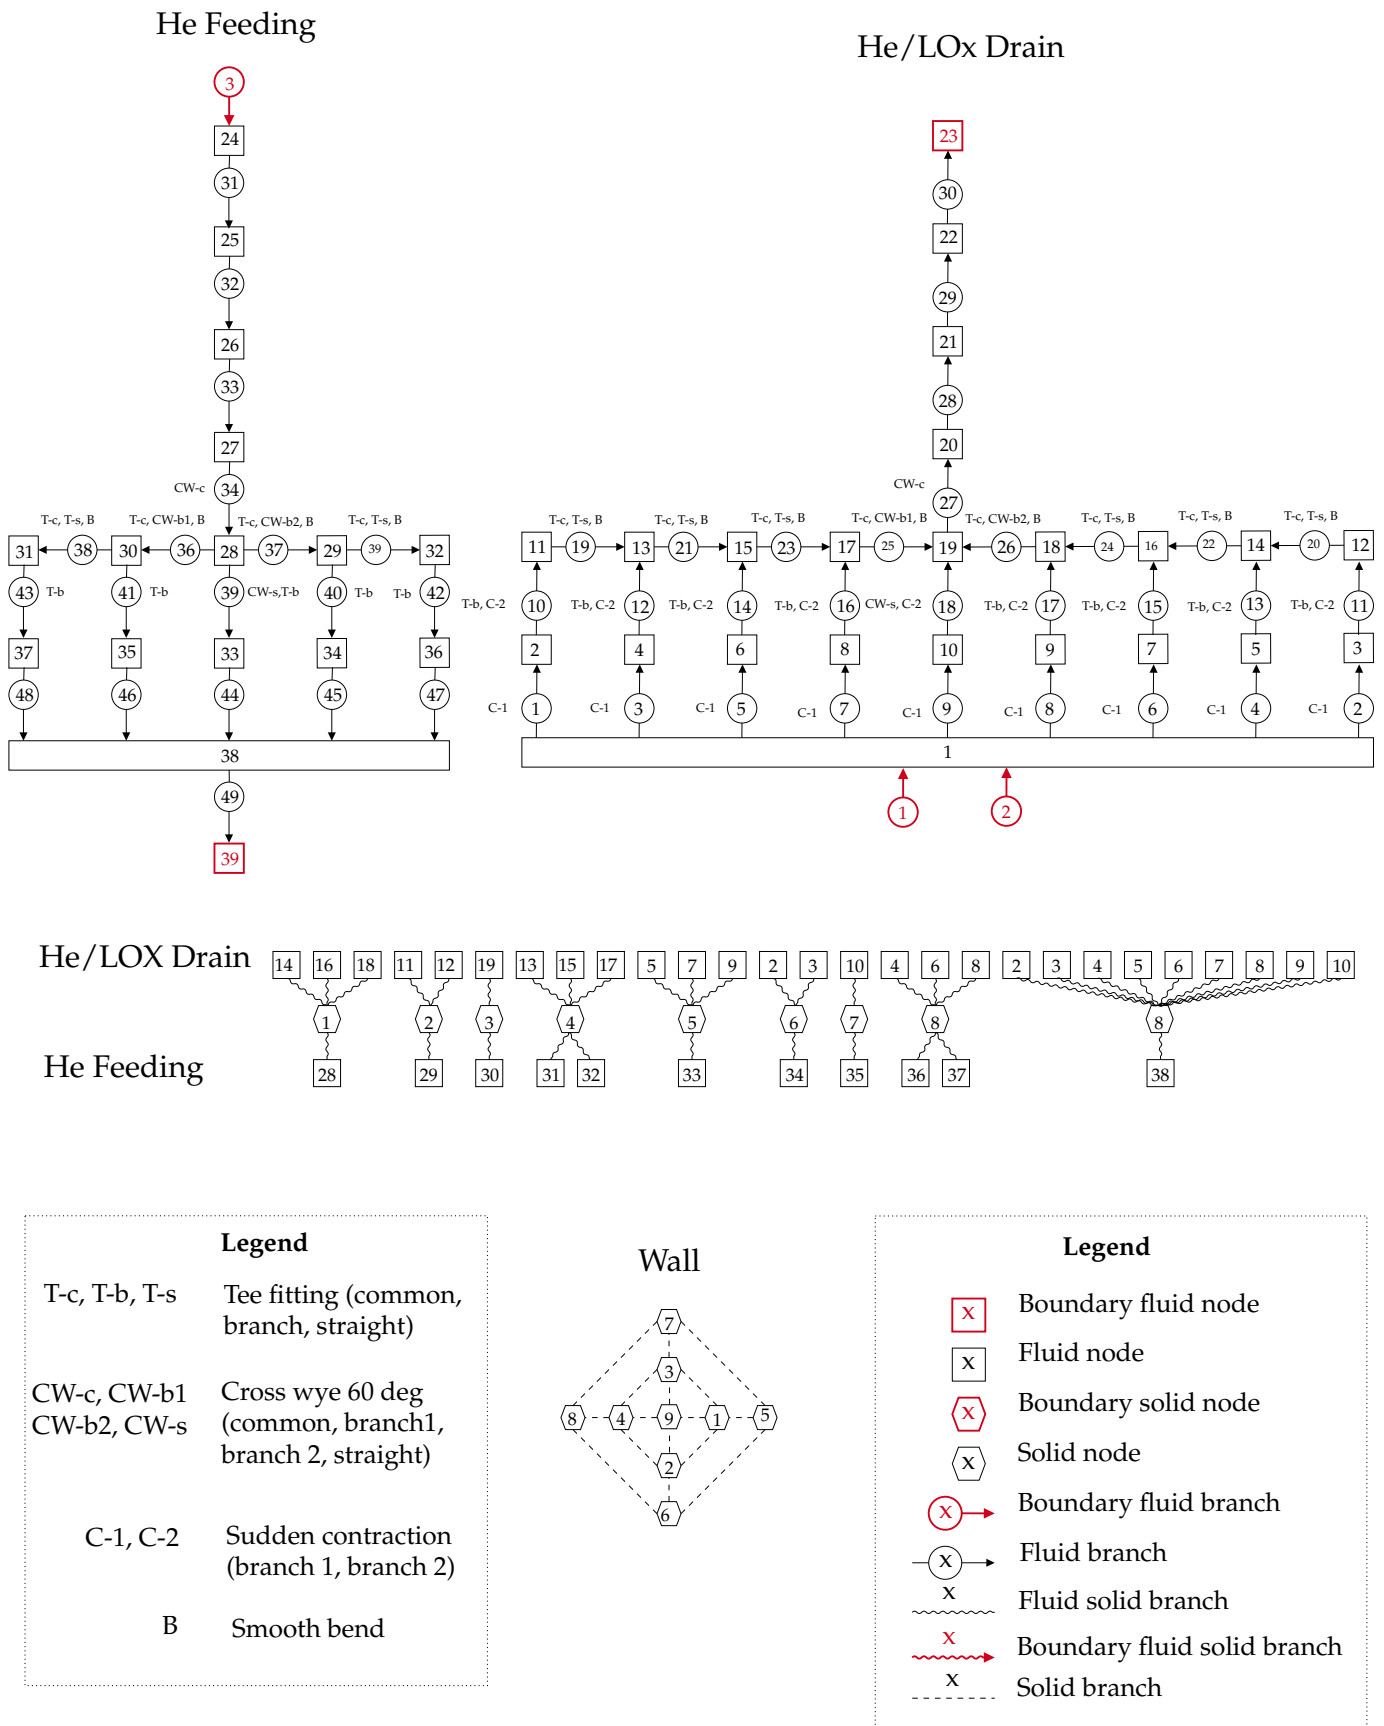 He Feeding
He/LOx Drain
3
24
23
31
30
25
22
32
29
26
21
33
28
27
20
CW-c 34
CW-c
27
T-c, T-s, B T-c, CW-b1, B T-c, CW-b2, B T-c, T-s, B
T-c, T-s, B T-c, T-s, B T-c, T-s, B T-c, CW-b1, B T-c, CW-b2, B T-c, T-s, B T-c, T-s, B T-c, T-s, B
31 38 30 36 28 37 29 39 32
11 19 13 21 15 23 17 25 19 26 18 24 16 22 14 20 12
43 T-b 41 T-b 39 CW-s,T-b 40 T-b T-b 42
T-b, C-2 10 T-b, C-2 12 T-b, C-2 14 T-b, C-2 16 CW-s, C-2 18 T-b, C-2 17 T-b, C-2 15 T-b, C-2 13 T-b, C-2 11
37 35 33 34 36
2 4 6 8 10 9 7 5 3
48 46 44 45 47
C-1 1 C-1 3 C-1 5 C-1 7 C-1 9 C-1 8 C-1 6 C-1 4 C-1 2
38
1
49
1 2
39
He/LOX Drain 14 16 18 11 12 19 13 15 17 5 7 9 2 3 10 4 6 8 2 3 4 5 6 7 8 9 10
1 2 3 4 5 6 7 8 8
He Feeding 28 29 30 31 32 33 34 35 36 37 38
Legend
T-c, T-b, T-s Tee fitting (common,
branch, straight)
CW-c, CW-b1 Cross wye 60 deg
CW-b2, CW-s (common, branch1,
branch 2, straight)
C-1, C-2 Sudden contraction
(branch 1, branch 2)
B Smooth bend
Wall
7
3
8 4 9 1 5
2
6
Legend
x Boundary fluid node
x Fluid node
x Boundary solid node
x Solid node
x Boundary fluid branch
x Fluid branch
x Fluid solid branch
x Boundary fluid solid branch
x Solid branch